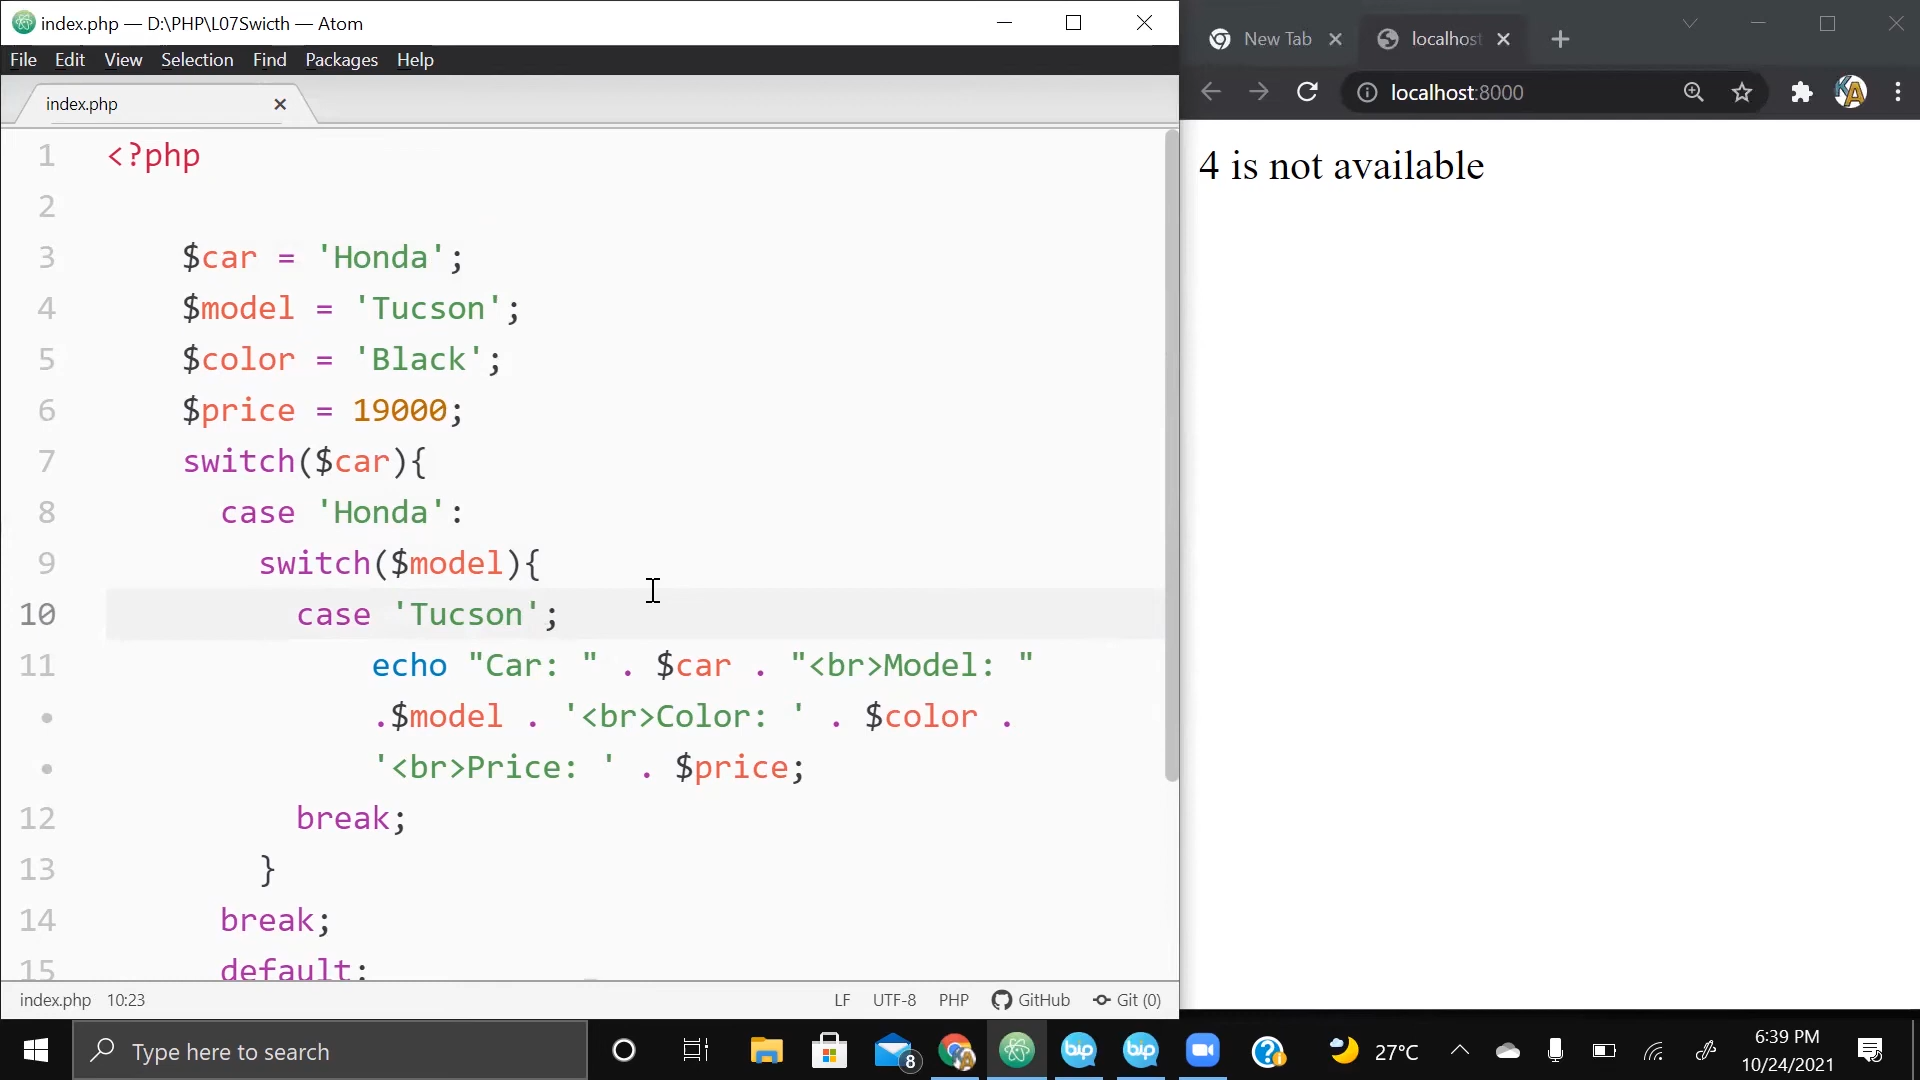 index.php — D:\PHP\L07Swicth — Atom
File Edit View Selection Find Packages Help
index.php
1 <?php
2
3 $car = 'Honda';
4 $model = 'Tucson';
5 $color = 'Black';
6 $price = 19000;
7 switch($car){
8 case 'Honda':
9 switch($model){
10 case 'Tucson';
11 echo "Car: " . $car . "<br>Model: "
.$model . '<br>Color: ' . $color .
'<br>Price: ' . $price;
12 break;
13 }
14 break;
15 default:
index.php 10:23 LF UTF-8 PHP GitHub Git (0)
New Tab localhost
localhost:8000
KA
4 is not available
Type here to search
8
bip
bip
27°C
6:39 PM
10/24/2021